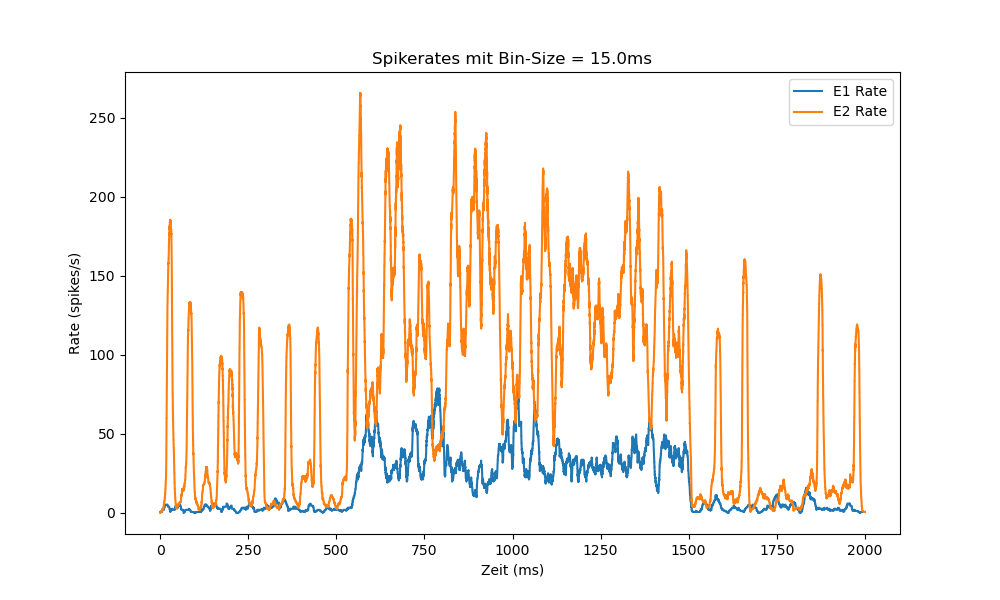 Spikerates mit Bin-Size = 15.0ms
E1 Rate
E2 Rate
Rate (spikes/s)
250
200
150
100
50
0
0 250 500 750 1000 1250 1500 1750 2000
Zeit (ms)